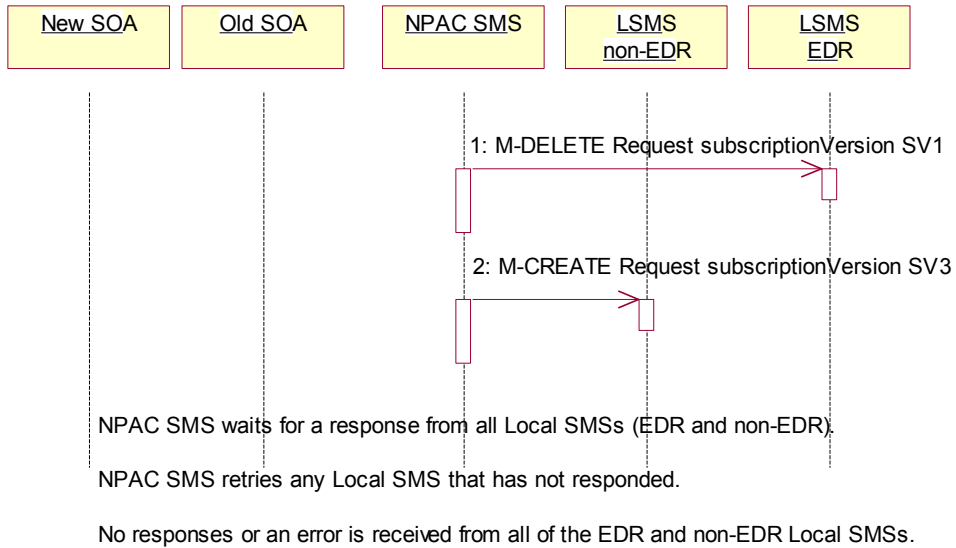 New SOA
Old SOA
NPAC SMS
LSMS
non-EDR
LSMS
EDR
1: M-DELETE Request subscriptionVersion SV1
2: M-CREATE Request subscriptionVersion SV3
NPAC SMS waits for a response from all Local SMSs (EDR and non-EDR).
NPAC SMS retries any Local SMS that has not responded.
No responses or an error is received from all of the EDR and non-EDR Local SMSs.